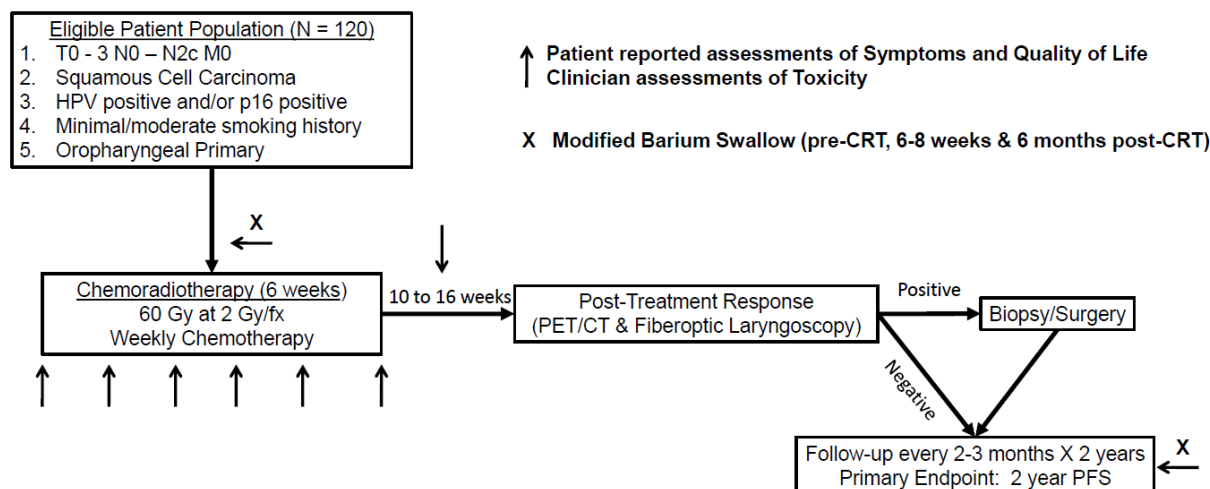 Eligible Patient Population (N = 120)
1. T0 - 3 N0 – N2c M0
2. Squamous Cell Carcinoma
3. HPV positive and/or p16 positive
4. Minimal/moderate smoking history
5. Oropharyngeal Primary
Patient reported assessments of Symptoms and Quality of Life
Clinician assessments of Toxicity
X Modified Barium Swallow (pre-CRT, 6-8 weeks & 6 months post-CRT)
X
Chemoradiotherapy (6 weeks)
60 Gy at 2 Gy/fx
Weekly Chemotherapy
10 to 16 weeks
Post-Treatment Response
(PET/CT & Fiberoptic Laryngoscopy)
Positive
Biopsy/Surgery
Negative
Follow-up every 2-3 months X 2 years
Primary Endpoint: 2 year PFS
X